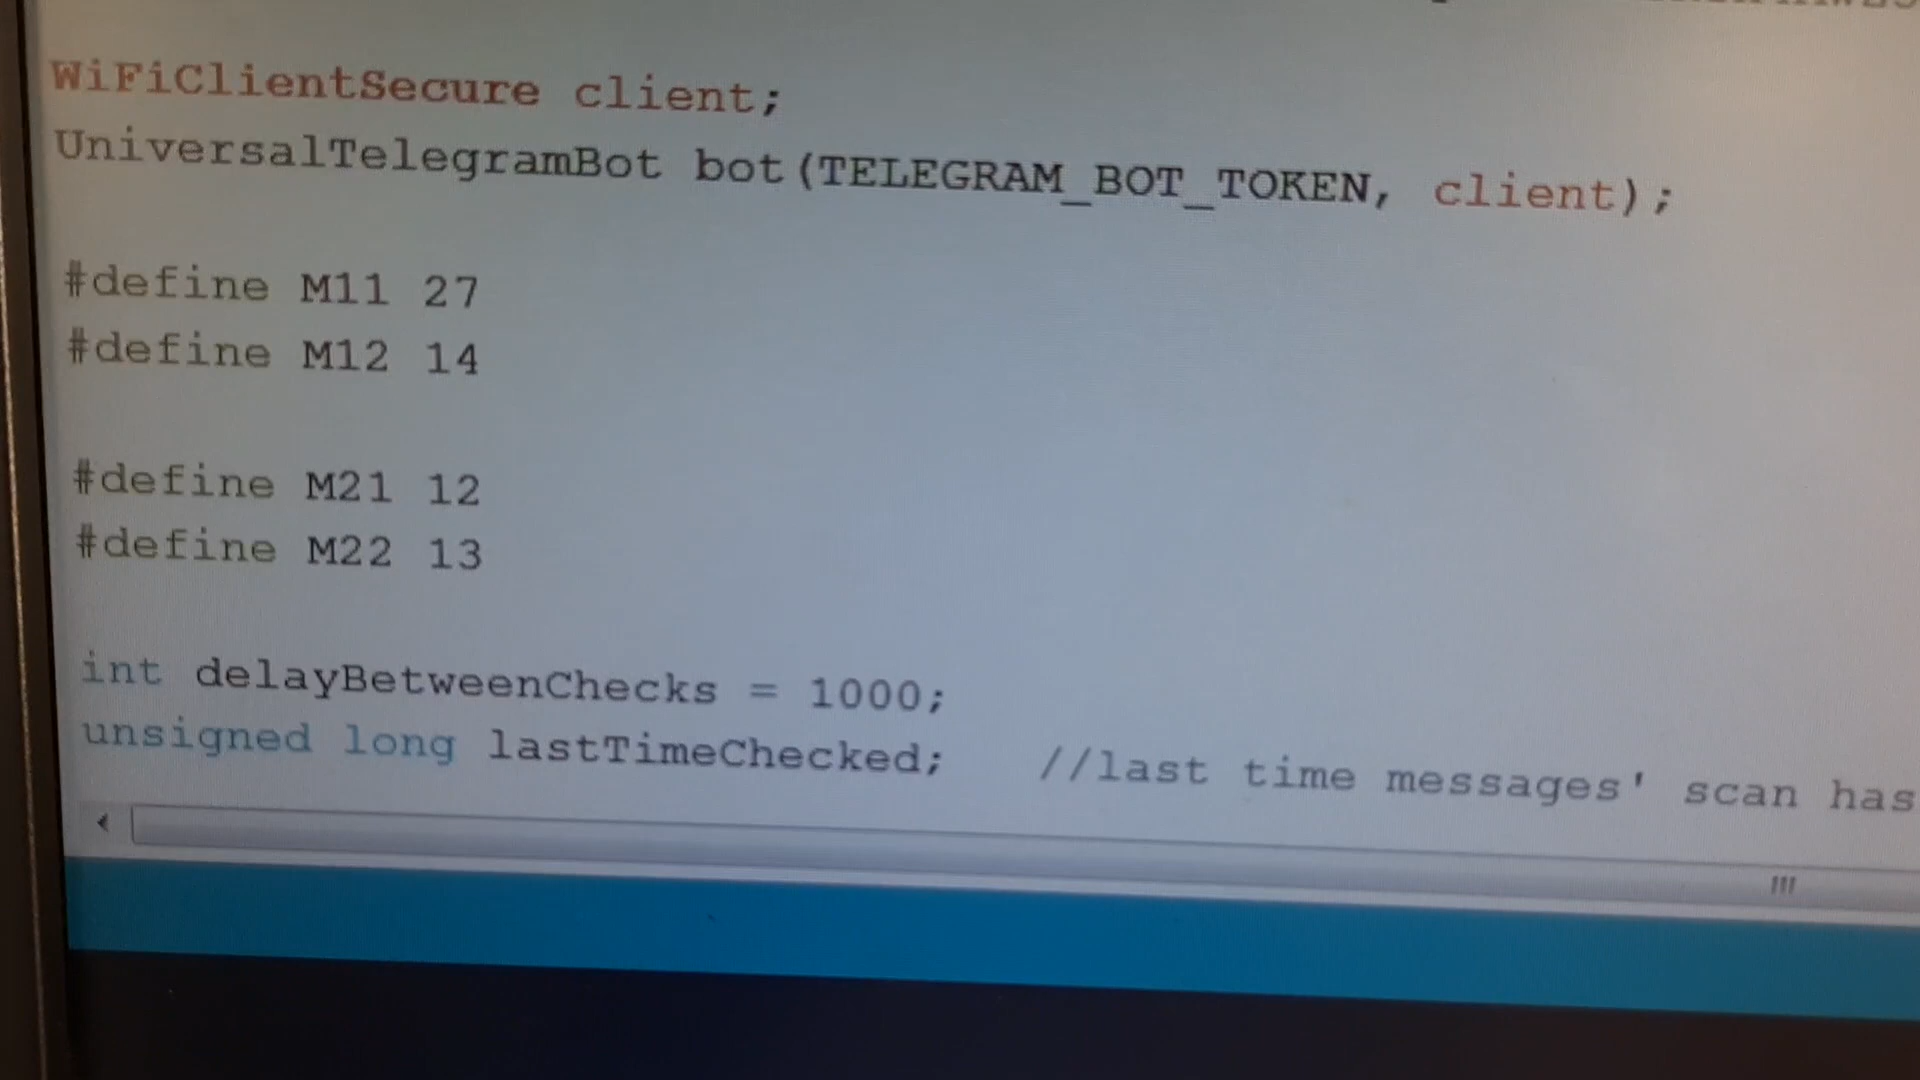 WiFiClientSecure client;
UniversalTelegramBot bot(TELEGRAM_BOT_TOKEN, client);
#define M11 27
#define M12 14
#define M21 12
#define M22 13
int delayBetweenChecks = 1000;
unsigned long lastTimeChecked;   //last time messages' scan has